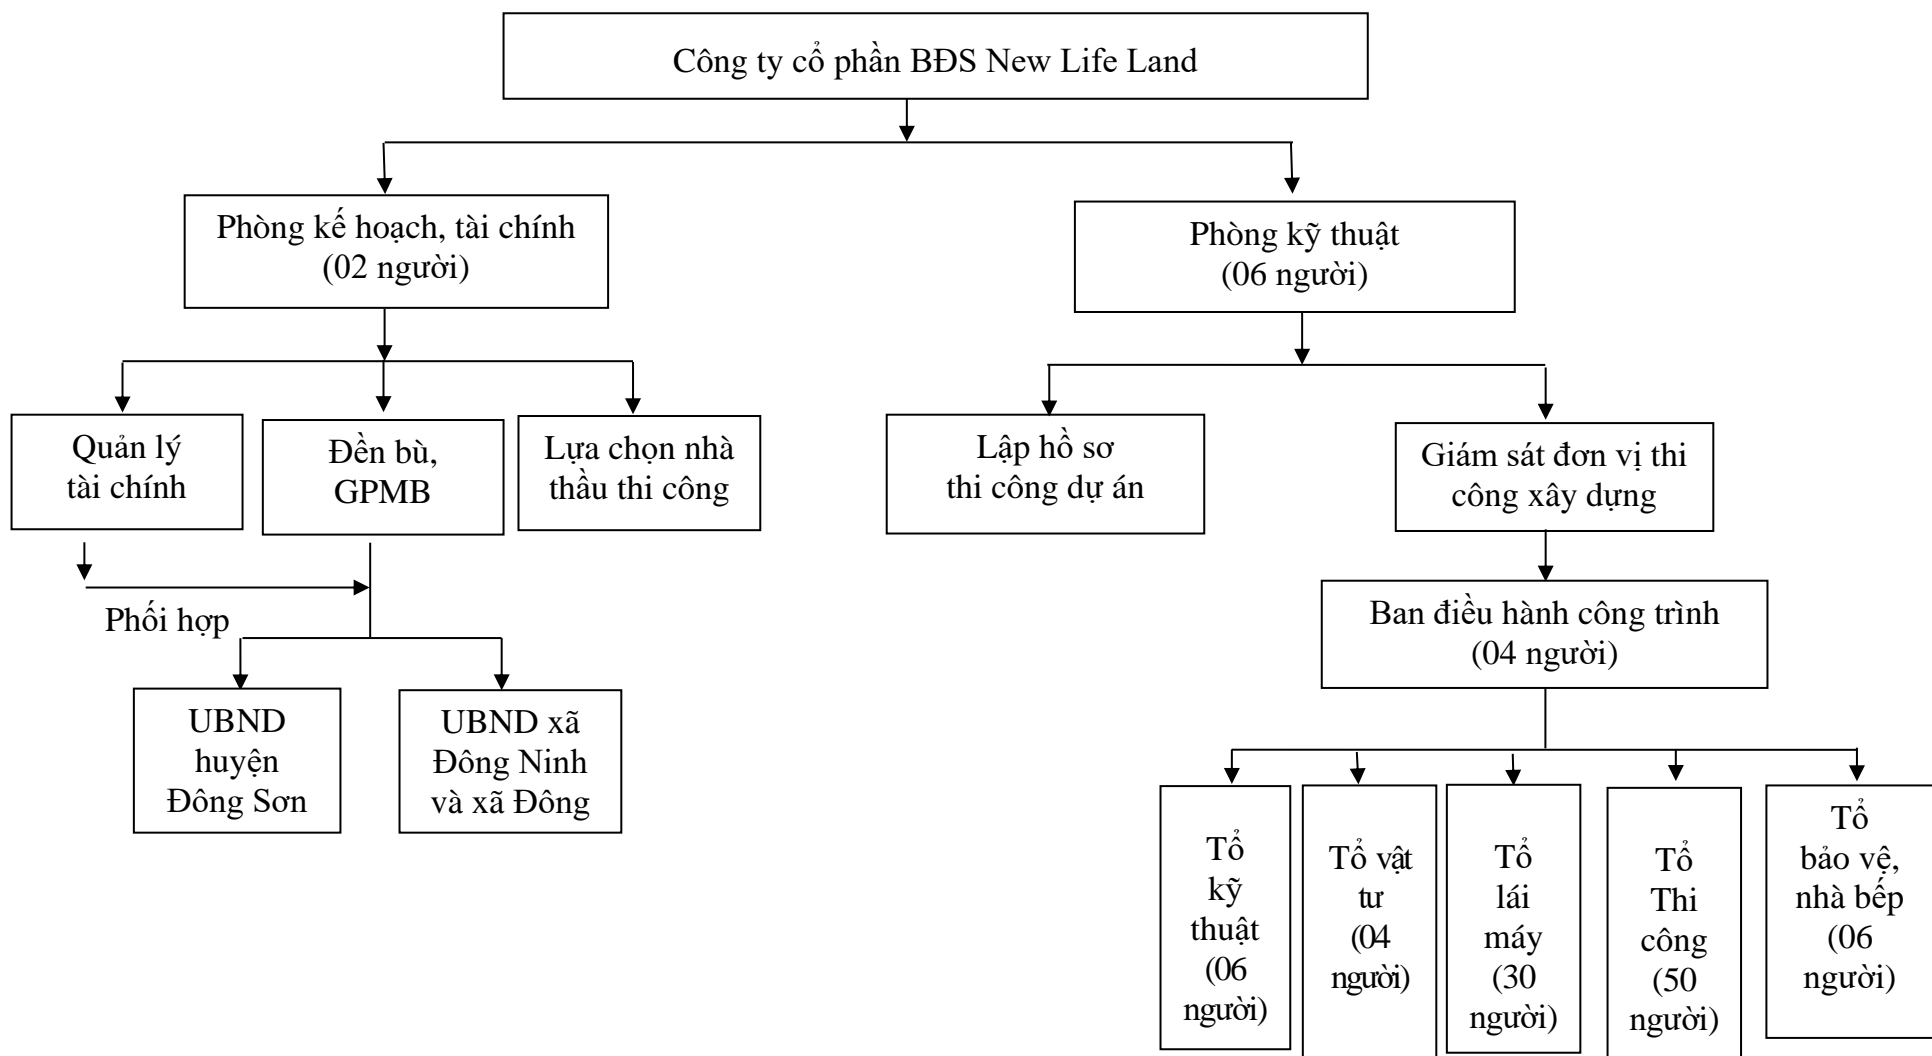 Công ty cổ phần BĐS New Life Land
Phòng kế hoạch, tài chính
(02 người)
Phòng kỹ thuật
(06 người)
Quản lý
tài chính
Đền bù,
GPMB
Lựa chọn nhà
thầu thi công
Lập hồ sơ
thi công dự án
Giám sát đơn vị thi
công xây dựng
Phối hợp
Ban điều hành công trình
(04 người)
UBND
huyện
Đông Sơn
UBND xã
Đông Ninh
và xã Đông
Tổ
kỹ
thuật
(06
người)
Tổ vật
tư
(04
người)
Tổ
lái
máy
(30
người)
Tổ
Thi
công
(50
người)
Tổ
bảo vệ,
nhà bếp
(06
người)